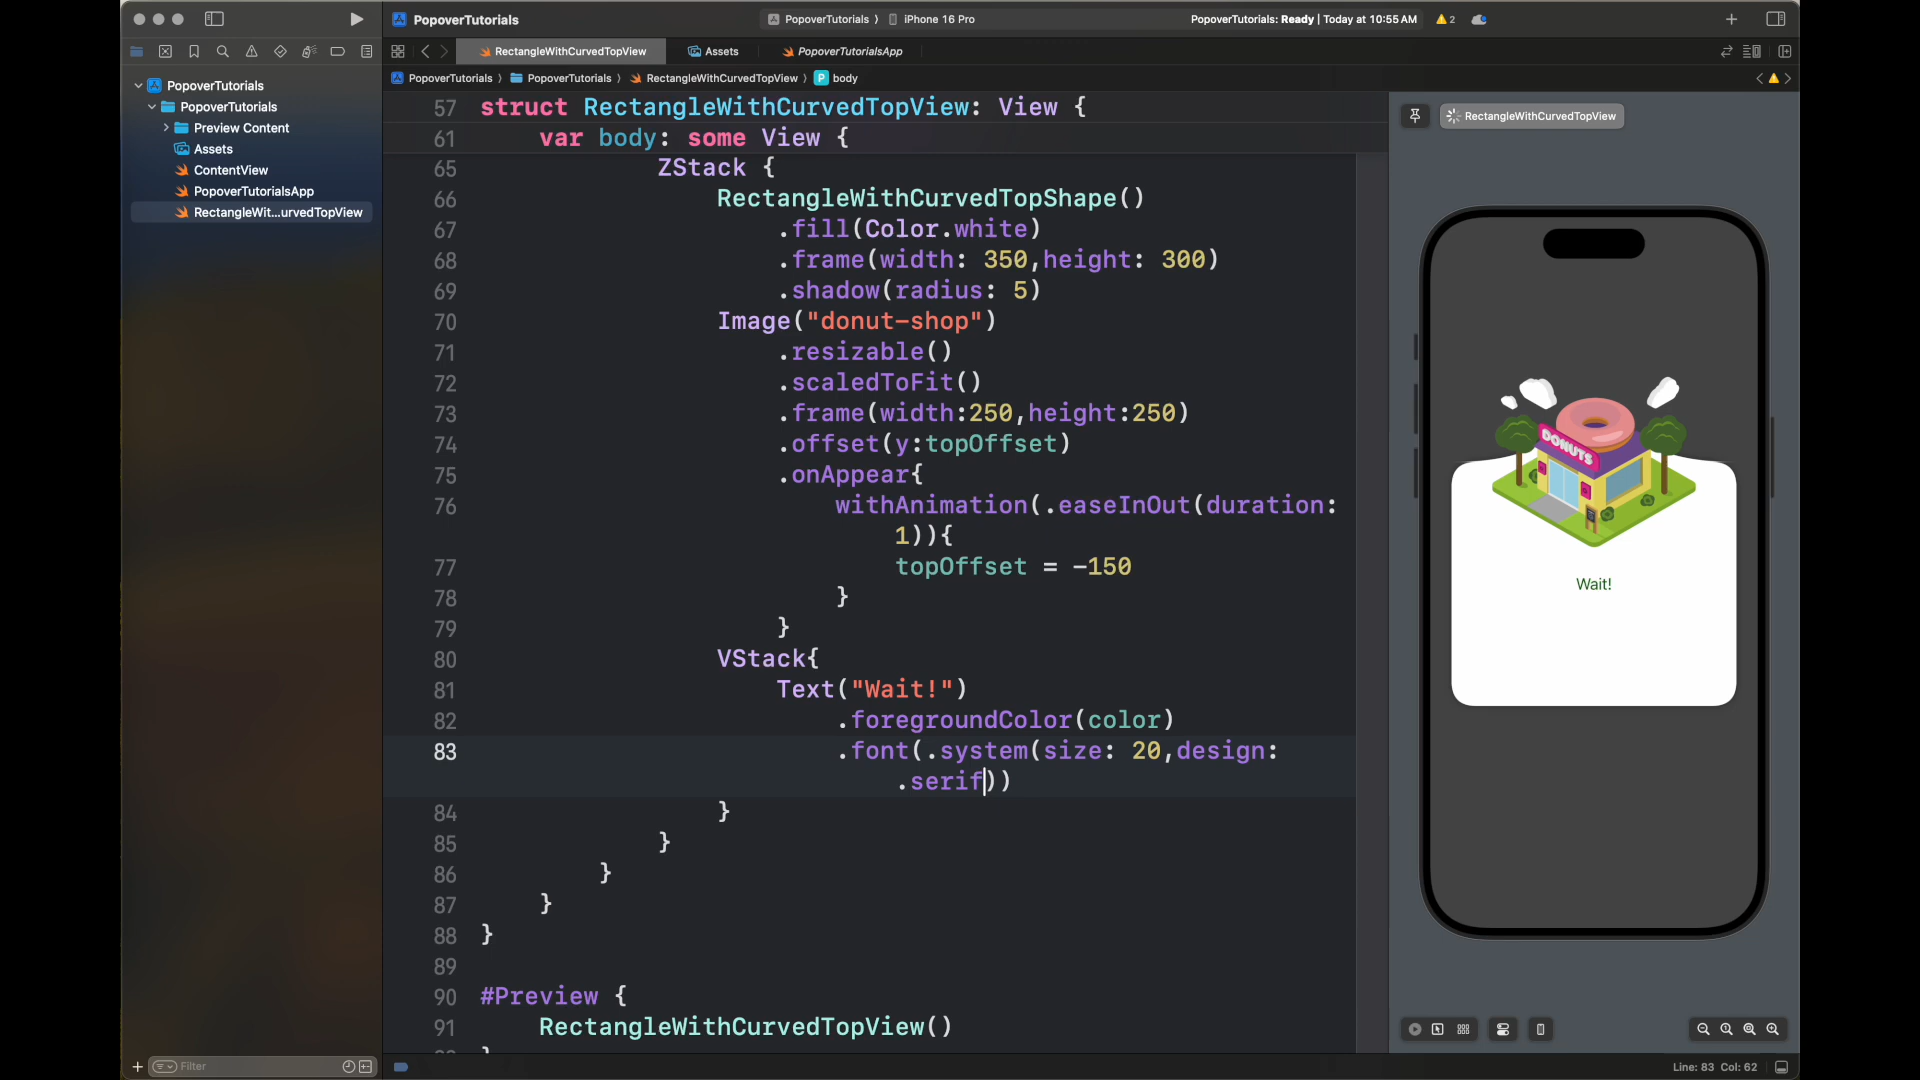 PopoverTutorials
PopoverTutorials 〉 iPhone 16 Pro
PopoverTutorials: Ready | Today at 10:55 AM
2
RectangleWithCurvedTopView
Assets
PopoverTutorialsApp
PopoverTutorials 〉 PopoverTutorials 〉 RectangleWithCurvedTopView 〉 P body
PopoverTutorials
PopoverTutorials
Preview Content
Assets
ContentView
PopoverTutorialsApp
RectangleWit...urvedTopView
57 struct RectangleWithCurvedTopView: View {
61 var body: some View {
65 ZStack {
66 RectangleWithCurvedTopShape()
67 .fill(Color.white)
68 .frame(width: 350,height: 300)
69 .shadow(radius: 5)
70 Image("donut-shop")
71 .resizable()
72 .scaledToFit()
73 .frame(width:250,height:250)
74 .offset(y:topOffset)
75 .onAppear{
76 withAnimation(.easeInOut(duration:
1)){
77 topOffset = -150
78 }
79 }
80 VStack{
81 Text("Wait!")
82 .foregroundColor(color)
83 .font(.system(size: 20,design:
.serif))
84 }
85 }
86 }
87 }
88 }
89
90 #Preview {
91 RectangleWithCurvedTopView()
RectangleWithCurvedTopView
DONUTS
Wait!
Filter
Line: 83 Col: 62